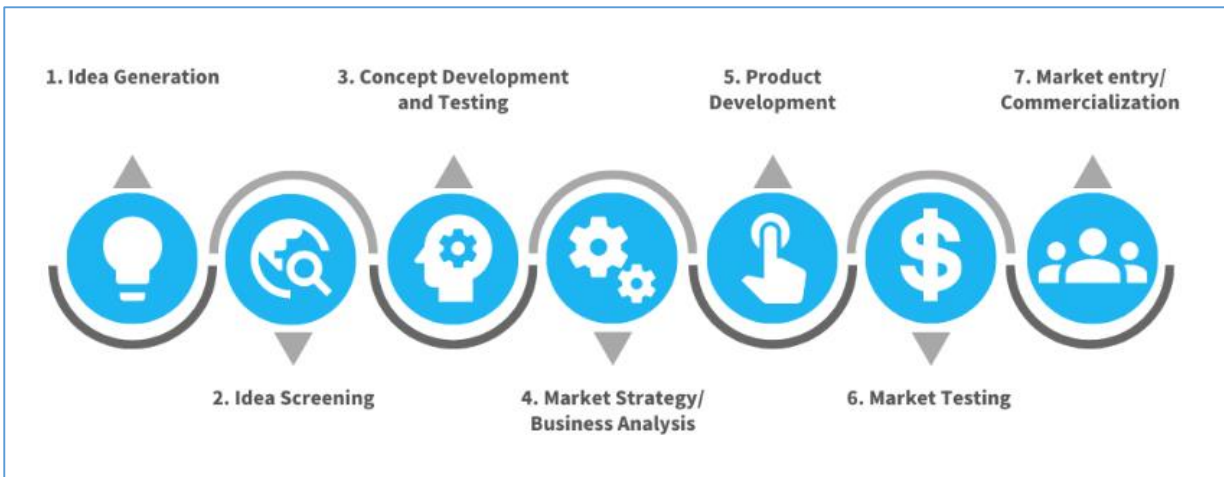 1. Idea Generation
2. Idea Screening
3. Concept Development
and Testing
4. Market Strategy/
Business Analysis
5. Product
Development
6. Market Testing
7. Market entry/
Commercialization